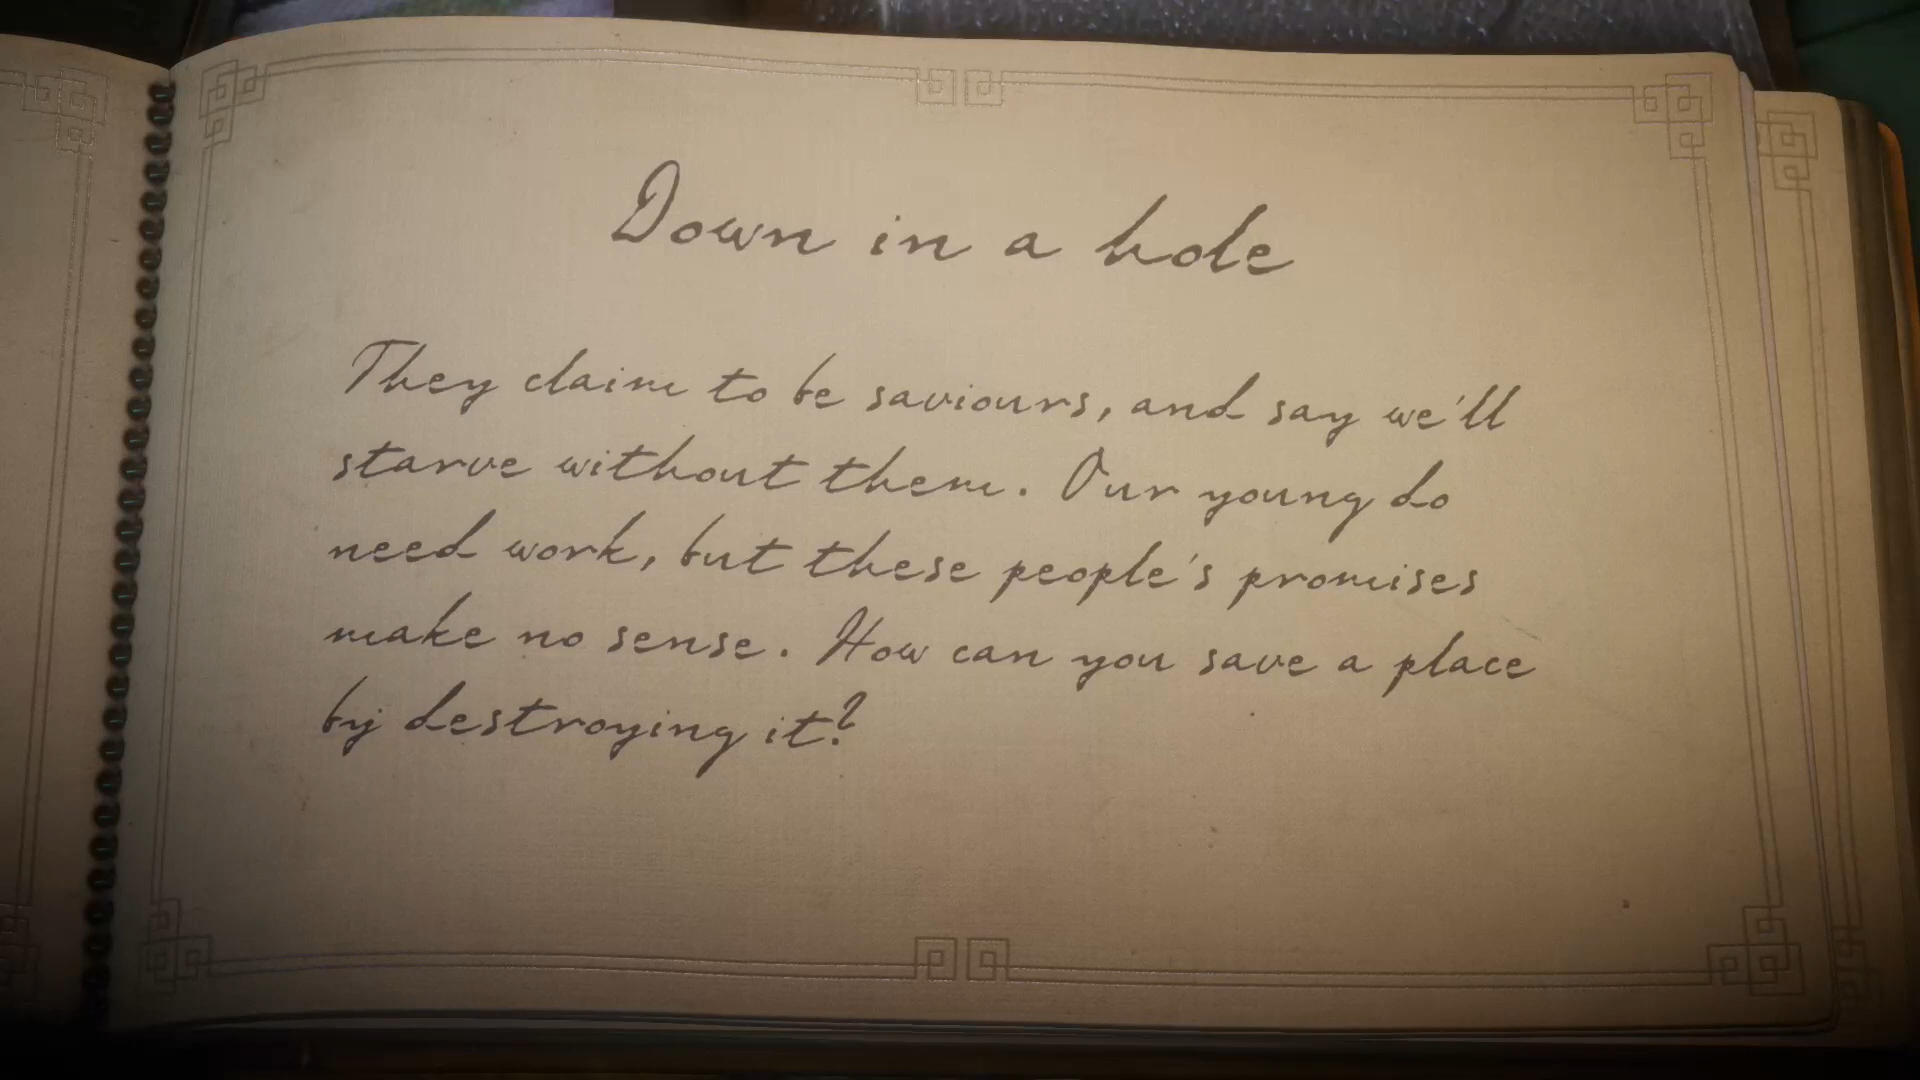 Down in a hole
They claim to be saviours, and say we'll
starve without them. Our young do
need work, but these people's promises
make no sense. How can you save a place
by destroying it?